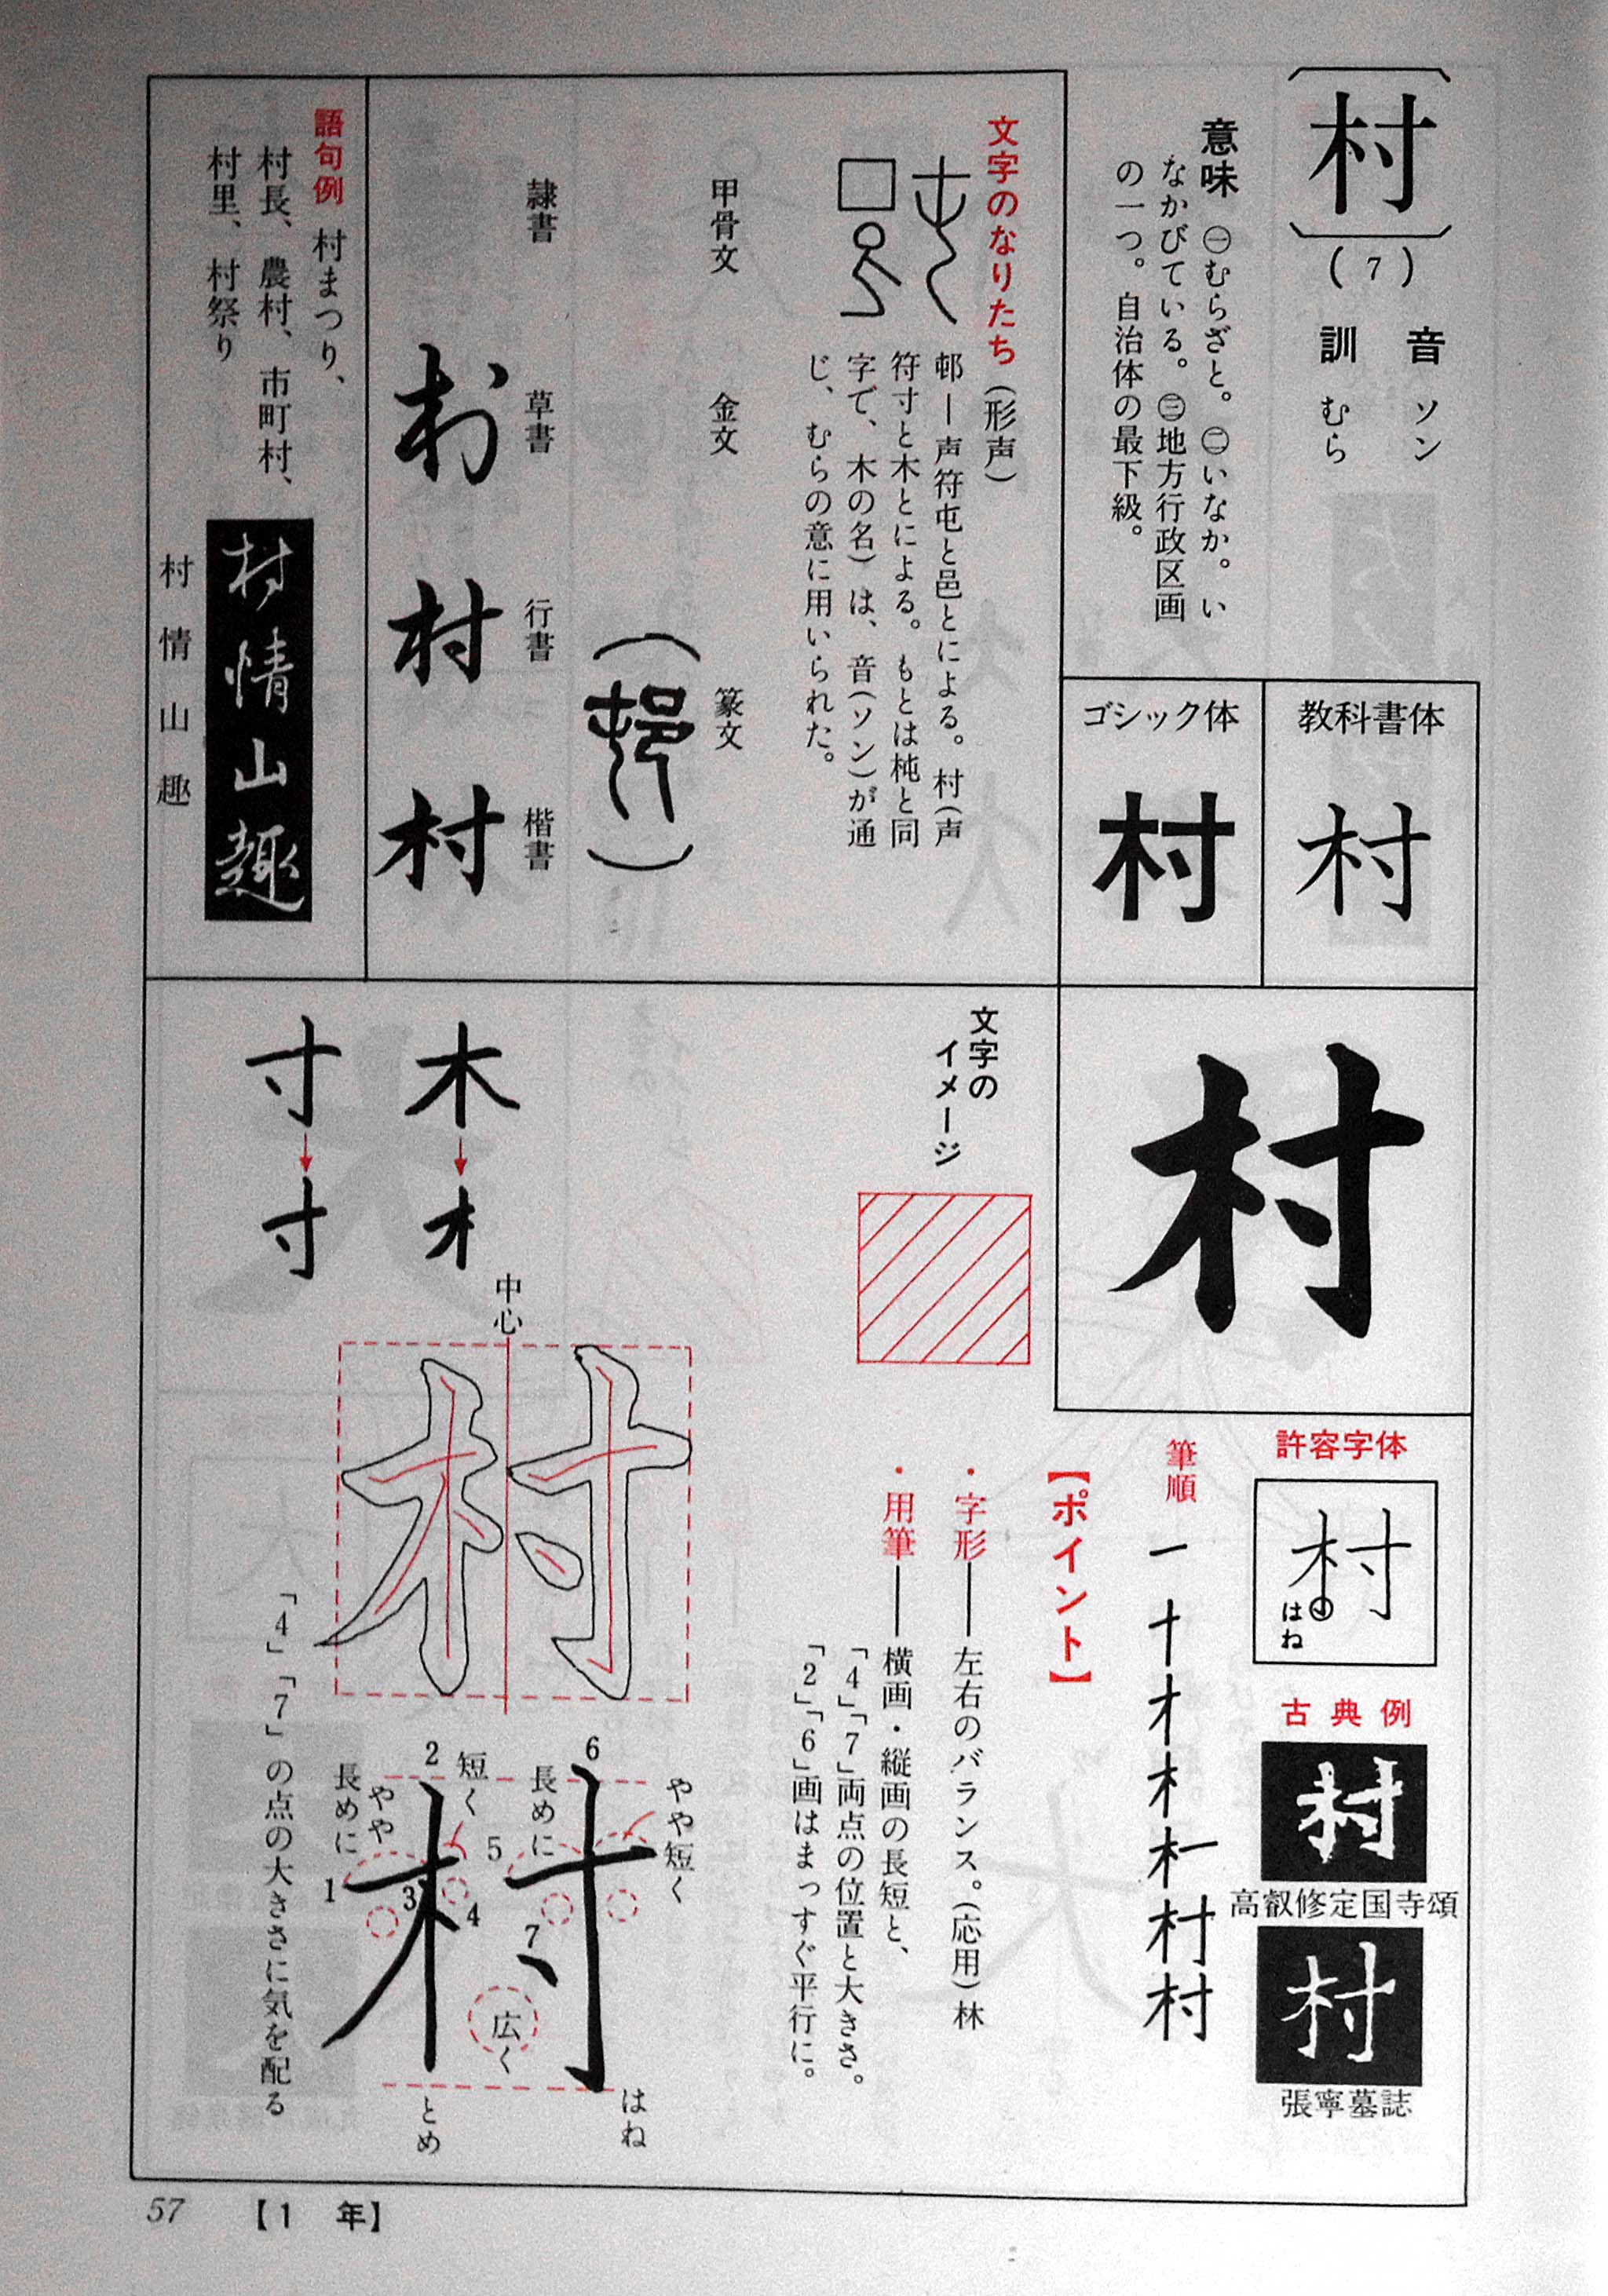 村
(7)
音 ソン
訓 むら
意味 ㊀むらざと。㊁いなか。い
なかびている。㊂地方行政区画
の一つ。自治体の最下級。
教科書体
村
ゴシック体
村
文字のなりたち(形声)
邨—声符屯と邑とによる。村(声
符寸と木とによる。もとは杶と同
字で、木の名)は、音(ソン)が通
じ、むらの意に用いられた。
甲骨文
金文
篆文
(邨)
隷書
草書
村
行書
村
楷書
村
語句例 村まつり、
村長、農村、市町村、
村里、村祭り
村情山趣
村情山趣
村
許容字体
村
はね
古典例
村
高叡修定国寺頌
村
張寧墓誌
筆順
一 十 オ 木 村 村
【ポイント】
・字形——左右のバランス。(応用)林
・用筆——横画・縦画の長短と、
「4」「7」両点の位置と大きさ。
「2」「6」画はまっすぐ平行に。
文字の
イメージ
木→木
寸→寸
中心
村
6
やや短く
長めに
5
短く
2
やや
長めに
1
3
4
7
広く
はね
とめ
「4」「7」の点の大きさに気を配る
57
【1 年】